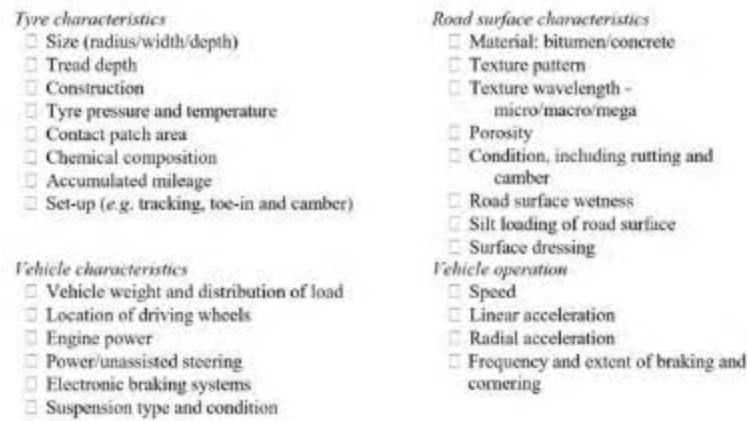 Tyre characteristics
□ Size (radius/width/depth)
□ Tread depth
□ Construction
□ Tyre pressure and temperature
□ Contact patch area
□ Chemical composition
□ Accumulated mileage
□ Set-up (e.g. tracking, toe-in and camber)
Vehicle characteristics
□ Vehicle weight and distribution of load
□ Location of driving wheels
□ Engine power
□ Power/unassisted steering
□ Electronic braking systems
□ Suspension type and condition
Road surface characteristics
□ Material: bitumen/concrete
□ Texture pattern
□ Texture wavelength -
micro/macro/mega
□ Porosity
□ Condition, including rutting and
camber
□ Road surface wetness
□ Silt loading of road surface
□ Surface dressing
Vehicle operation
□ Speed
□ Linear acceleration
□ Radial acceleration
□ Frequency and extent of braking and
cornering